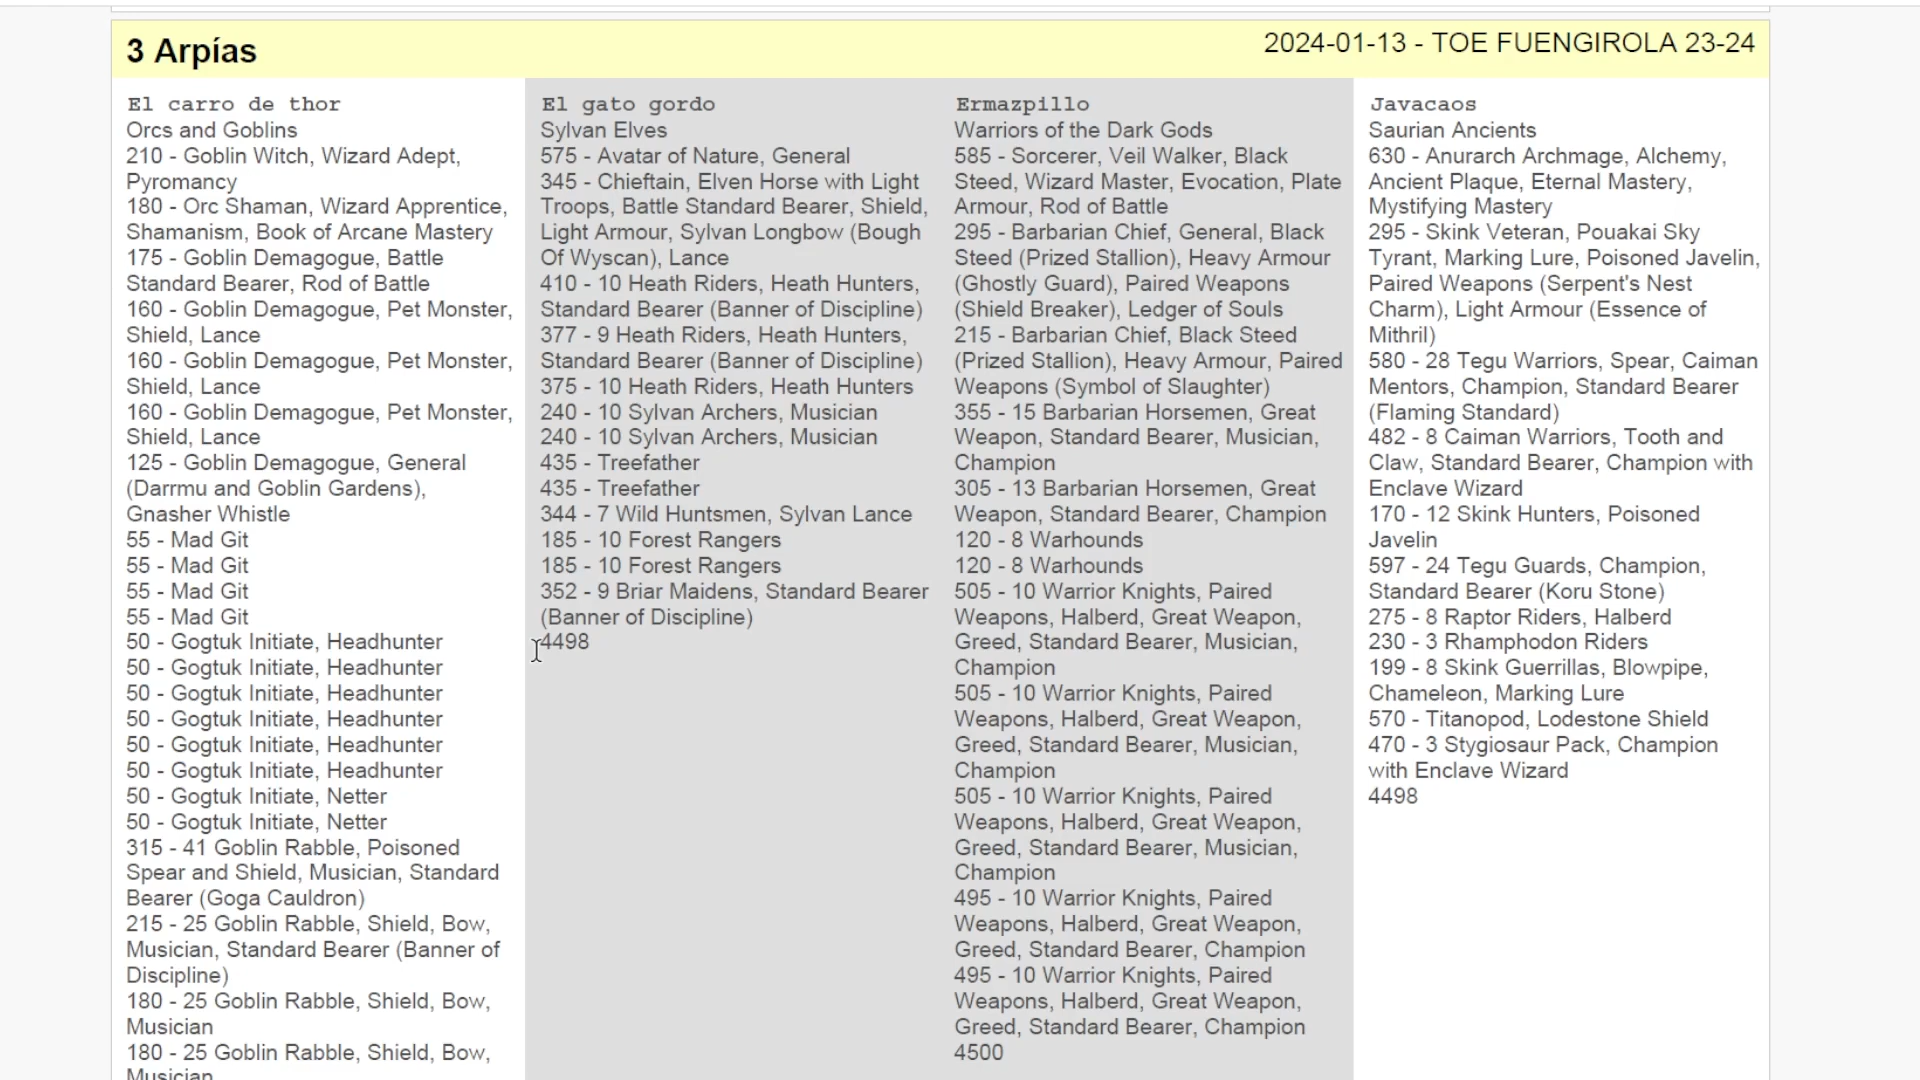 3 Arpías
2024-01-13 - TOE FUENGIROLA 23-24
El carro de thor
Orcs and Goblins
210 - Goblin Witch, Wizard Adept,
Pyromancy
180 - Orc Shaman, Wizard Apprentice,
Shamanism, Book of Arcane Mastery
175 - Goblin Demagogue, Battle
Standard Bearer, Rod of Battle
160 - Goblin Demagogue, Pet Monster,
Shield, Lance
160 - Goblin Demagogue, Pet Monster,
Shield, Lance
160 - Goblin Demagogue, Pet Monster,
Shield, Lance
125 - Goblin Demagogue, General
(Darrmu and Goblin Gardens),
Gnasher Whistle
55 - Mad Git
55 - Mad Git
55 - Mad Git
55 - Mad Git
50 - Gogtuk Initiate, Headhunter
50 - Gogtuk Initiate, Headhunter
50 - Gogtuk Initiate, Headhunter
50 - Gogtuk Initiate, Headhunter
50 - Gogtuk Initiate, Headhunter
50 - Gogtuk Initiate, Headhunter
50 - Gogtuk Initiate, Netter
50 - Gogtuk Initiate, Netter
315 - 41 Goblin Rabble, Poisoned
Spear and Shield, Musician, Standard
Bearer (Goga Cauldron)
215 - 25 Goblin Rabble, Shield, Bow,
Musician, Standard Bearer (Banner of
Discipline)
180 - 25 Goblin Rabble, Shield, Bow,
Musician
180 - 25 Goblin Rabble, Shield, Bow,
Musician
El gato gordo
Sylvan Elves
575 - Avatar of Nature, General
345 - Chieftain, Elven Horse with Light
Troops, Battle Standard Bearer, Shield,
Light Armour, Sylvan Longbow (Bough
Of Wyscan), Lance
410 - 10 Heath Riders, Heath Hunters,
Standard Bearer (Banner of Discipline)
377 - 9 Heath Riders, Heath Hunters,
Standard Bearer (Banner of Discipline)
375 - 10 Heath Riders, Heath Hunters
240 - 10 Sylvan Archers, Musician
240 - 10 Sylvan Archers, Musician
435 - Treefather
435 - Treefather
344 - 7 Wild Huntsmen, Sylvan Lance
185 - 10 Forest Rangers
185 - 10 Forest Rangers
352 - 9 Briar Maidens, Standard Bearer
(Banner of Discipline)
4498
Ermazpillo
Warriors of the Dark Gods
585 - Sorcerer, Veil Walker, Black
Steed, Wizard Master, Evocation, Plate
Armour, Rod of Battle
295 - Barbarian Chief, General, Black
Steed (Prized Stallion), Heavy Armour
(Ghostly Guard), Paired Weapons
(Shield Breaker), Ledger of Souls
215 - Barbarian Chief, Black Steed
(Prized Stallion), Heavy Armour, Paired
Weapons (Symbol of Slaughter)
355 - 15 Barbarian Horsemen, Great
Weapon, Standard Bearer, Musician,
Champion
305 - 13 Barbarian Horsemen, Great
Weapon, Standard Bearer, Champion
120 - 8 Warhounds
120 - 8 Warhounds
505 - 10 Warrior Knights, Paired
Weapons, Halberd, Great Weapon,
Greed, Standard Bearer, Musician,
Champion
505 - 10 Warrior Knights, Paired
Weapons, Halberd, Great Weapon,
Greed, Standard Bearer, Musician,
Champion
505 - 10 Warrior Knights, Paired
Weapons, Halberd, Great Weapon,
Greed, Standard Bearer, Musician,
Champion
495 - 10 Warrior Knights, Paired
Weapons, Halberd, Great Weapon,
Greed, Standard Bearer, Champion
495 - 10 Warrior Knights, Paired
Weapons, Halberd, Great Weapon,
Greed, Standard Bearer, Champion
4500
Javacaos
Saurian Ancients
630 - Anurarch Archmage, Alchemy,
Ancient Plaque, Eternal Mastery,
Mystifying Mastery
295 - Skink Veteran, Pouakai Sky
Tyrant, Marking Lure, Poisoned Javelin,
Paired Weapons (Serpent's Nest
Charm), Light Armour (Essence of
Mithril)
580 - 28 Tegu Warriors, Spear, Caiman
Mentors, Champion, Standard Bearer
(Flaming Standard)
482 - 8 Caiman Warriors, Tooth and
Claw, Standard Bearer, Champion with
Enclave Wizard
170 - 12 Skink Hunters, Poisoned
Javelin
597 - 24 Tegu Guards, Champion,
Standard Bearer (Koru Stone)
275 - 8 Raptor Riders, Halberd
230 - 3 Rhamphodon Riders
199 - 8 Skink Guerrillas, Blowpipe,
Chameleon, Marking Lure
570 - Titanopod, Lodestone Shield
470 - 3 Stygiosaur Pack, Champion
with Enclave Wizard
4498